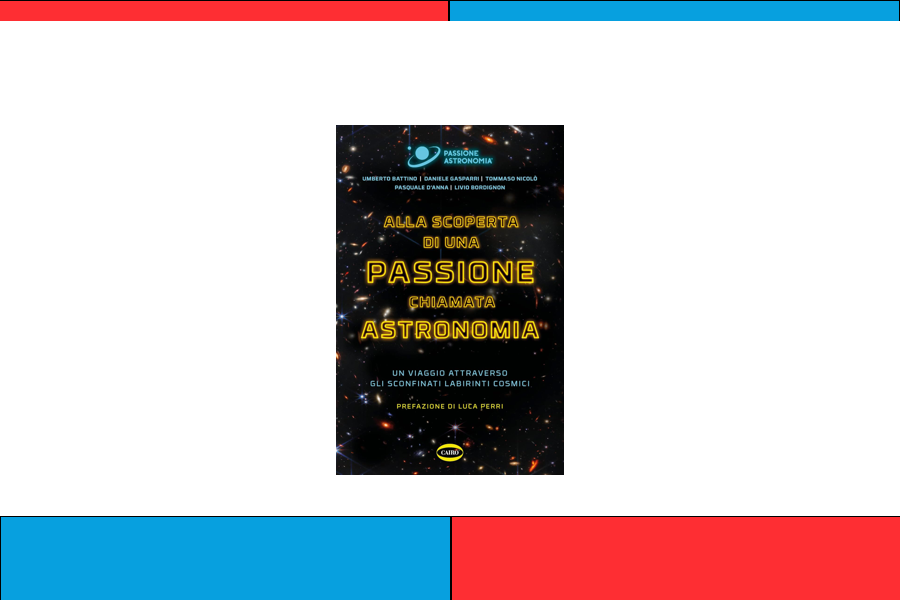 PASSIONE
ASTRONOMIA
UMBERTO BATTINO | DANIELE GASPARRI | TOMMASO NICOLÒ
PASQUALE D'ANNA | LIVIO BORDIGNON
ALLA SCOPERTA
DI UNA
PASSIONE
CHIAMATA
ASTRONOMIA
UN VIAGGIO ATTRAVERSO
GLI SCONFINATI LABIRINTI COSMICI
PREFAZIONE DI LUCA PERRI
CAIRO